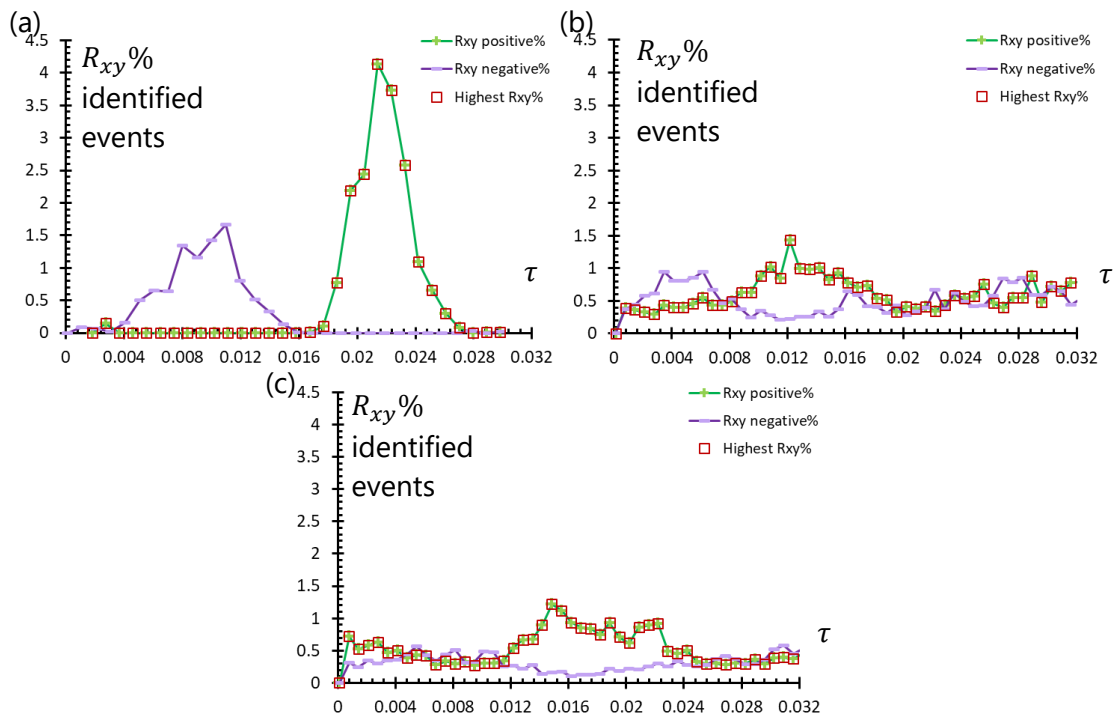 (a)
4.5
4
3.5
3
2.5
2
1.5
1
0.5
0
R_{xy}%
identified
events
Rxy positive%
Rxy negative%
Highest Rxy%
τ
0 0.004 0.008 0.012 0.016 0.02 0.024 0.028 0.032
(b)
4.5
4
3.5
3
2.5
2
1.5
1
0.5
0
R_{xy}%
identified
events
Rxy positive%
Rxy negative%
Highest Rxy%
τ
0 0.004 0.008 0.012 0.016 0.02 0.024 0.028 0.032
(c)
4.5
4
3.5
3
2.5
2
1.5
1
0.5
0
R_{xy}%
identified
events
Rxy positive%
Rxy negative%
Highest Rxy%
τ
0 0.004 0.008 0.012 0.016 0.02 0.024 0.028 0.032